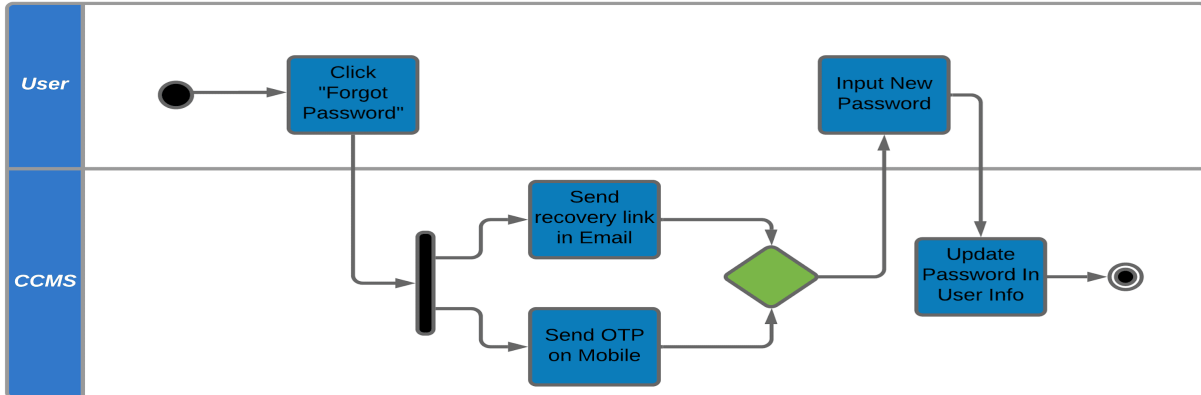 User
Click
"Forgot
Password"
Input New
Password
CCMS
Send
recovery link
in Email
Send OTP
on Mobile
Update
Password In
User Info